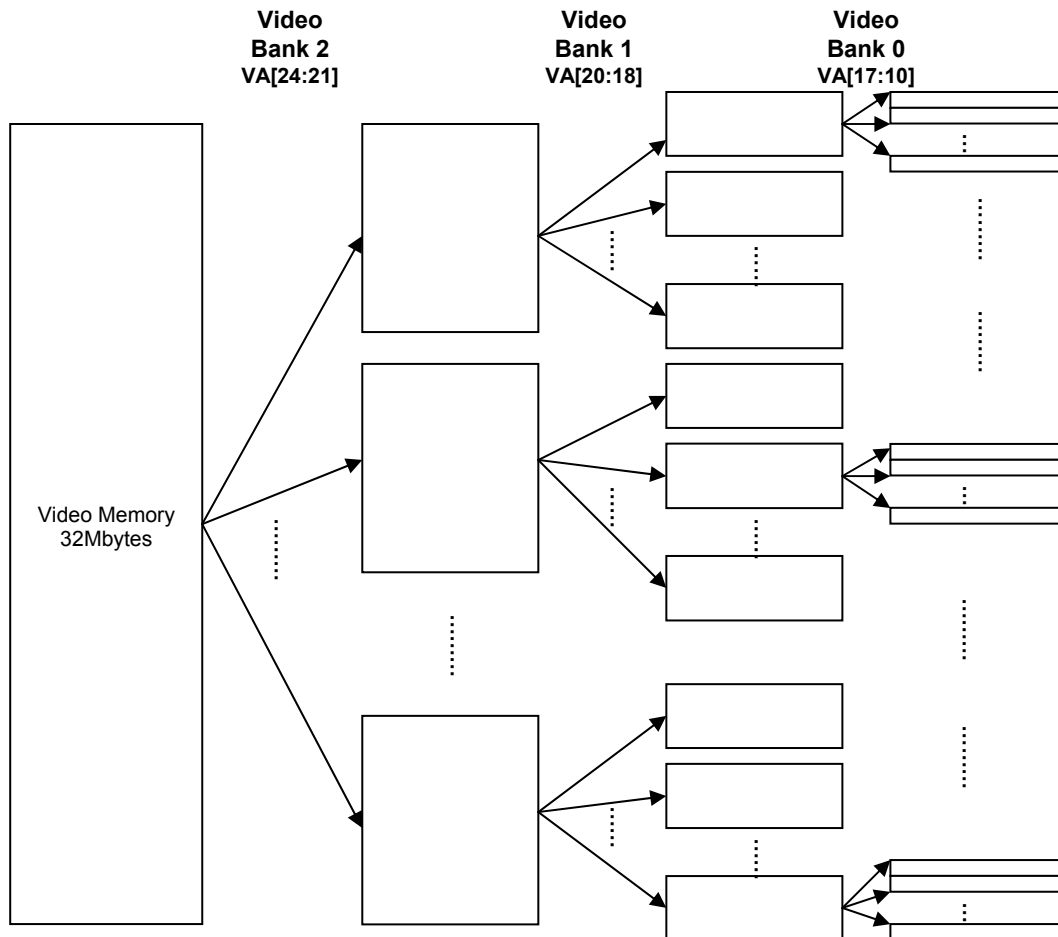 Video
Bank 2
VA[24:21]
Video
Bank 1
VA[20:18]
Video
Bank 0
VA[17:10]
Video Memory
32Mbytes